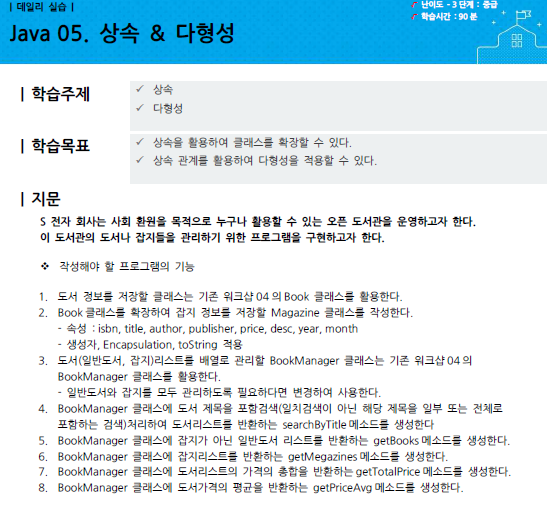 | 데일리 실습 |
난이도 - 3 단계 : 중급
학습시간 : 90 분
Java 05. 상속 & 다형성
| 학습주제
✓ 상속
✓ 다형성
| 학습목표
✓ 상속을 활용하여 클래스를 확장할 수 있다.
✓ 상속 관계를 활용하여 다형성을 적용할 수 있다.
| 지문
S 전자 회사는 사회 환원을 목적으로 누구나 활용할 수 있는 오픈 도서관을 운영하고자 한다.
이 도서관의 도서나 잡지들을 관리하기 위한 프로그램을 구현하고자 한다.
❖ 작성해야 할 프로그램의 기능
1. 도서 정보를 저장할 클래스는 기존 워크샵 04 의 Book 클래스를 활용한다.
2. Book 클래스를 확장하여 잡지 정보를 저장할 Magazine 클래스를 작성한다.
- 속성 : isbn, title, author, publisher, price, desc, year, month
- 생성자, Encapsulation, toString 적용
3. 도서(일반도서, 잡지)리스트를 배열로 관리할 BookManager 클래스는 기존 워크샵 04 의
BookManager 클래스를 활용한다.
- 일반도서와 잡지를 모두 관리하도록 필요하다면 변경하여 사용한다.
4. BookManager 클래스에 도서 제목을 포함검색(일치검색이 아닌 해당 제목을 일부 또는 전체로
포함하는 검색)처리하여 도서리스트를 반환하는 searchByTitle 메소드를 생성하다
5. BookManager 클래스에 잡지가 아닌 일반도서 리스트를 반환하는 getBooks 메소드를 생성한다.
6. BookManager 클래스에 잡지리스트를 반환하는 getMegazines 메소드를 생성한다.
7. BookManager 클래스에 도서리스트의 가격의 총합을 반환하는 getTotalPrice 메소드를 생성한다.
8. BookManager 클래스에 도서가격의 평균을 반환하는 getPriceAvg 메소드를 생성한다.